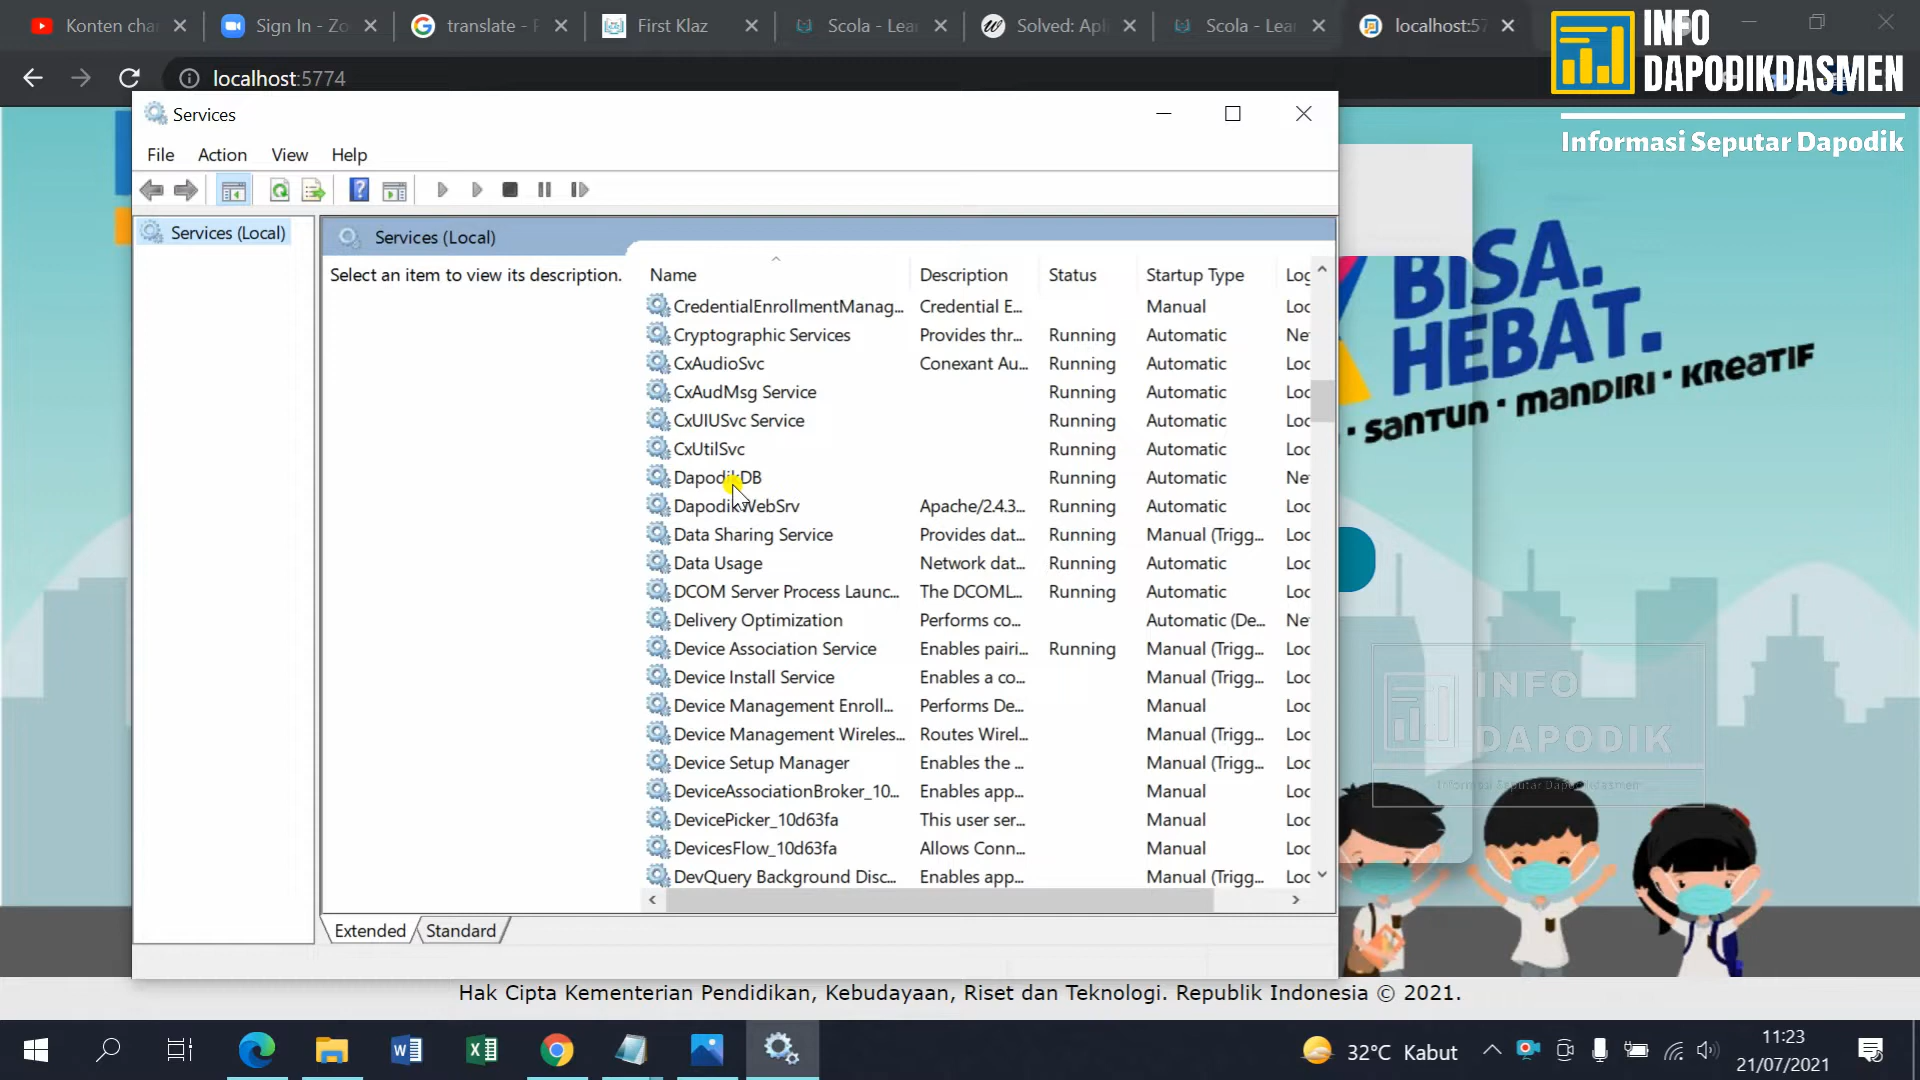 Konten cha
Sign In - Zo
translate -
First Klaz
Scola - Lea
Solved: Apl
Scola - Lea
localhost:57
INFO
DAPODIKDASMEN
Informasi Seputar Dapodik
localhost:5774
Services
File Action View Help
Services (Local)
Services (Local)
Select an item to view its description.
Name Description Status Startup Type Log
CredentialEnrollmentManag... Credential E... Manual Loc
Cryptographic Services Provides thr... Running Automatic Ne
CxAudioSvc Conexant Au... Running Automatic Loc
CxAudMsg Service Running Automatic Loc
CxUIUSvc Service Running Automatic Loc
CxUtilSvc Running Automatic Loc
DapodikDB Running Automatic Ne
DapodikWebSrv Apache/2.4.3... Running Automatic Loc
Data Sharing Service Provides dat... Running Manual (Trigg... Loc
Data Usage Network dat... Running Automatic Loc
DCOM Server Process Launc... The DCOML... Running Automatic Loc
Delivery Optimization Performs co... Automatic (De... Ne
Device Association Service Enables pairi... Running Manual (Trigg... Loc
Device Install Service Enables a co... Manual (Trigg... Loc
Device Management Enroll... Performs De... Manual Loc
Device Management Wireles... Routes Wirel... Manual (Trigg... Loc
Device Setup Manager Enables the ... Manual (Trigg... Loc
DeviceAssociationBroker_10... Enables app... Manual Loc
DevicePicker_10d63fa This user ser... Manual Loc
DevicesFlow_10d63fa Allows Conn... Manual Loc
DevQuery Background Disc... Enables app... Manual (Trigg... Loc
Extended Standard
BISA.
HEBAT.
· SANTUN · MANDIRI · KREATIF
INFO
DAPODIK
Informasi Seputar Dapodikdasmen
Hak Cipta Kementerian Pendidikan, Kebudayaan, Riset dan Teknologi. Republik Indonesia © 2021.
32°C Kabut
11:23
21/07/2021